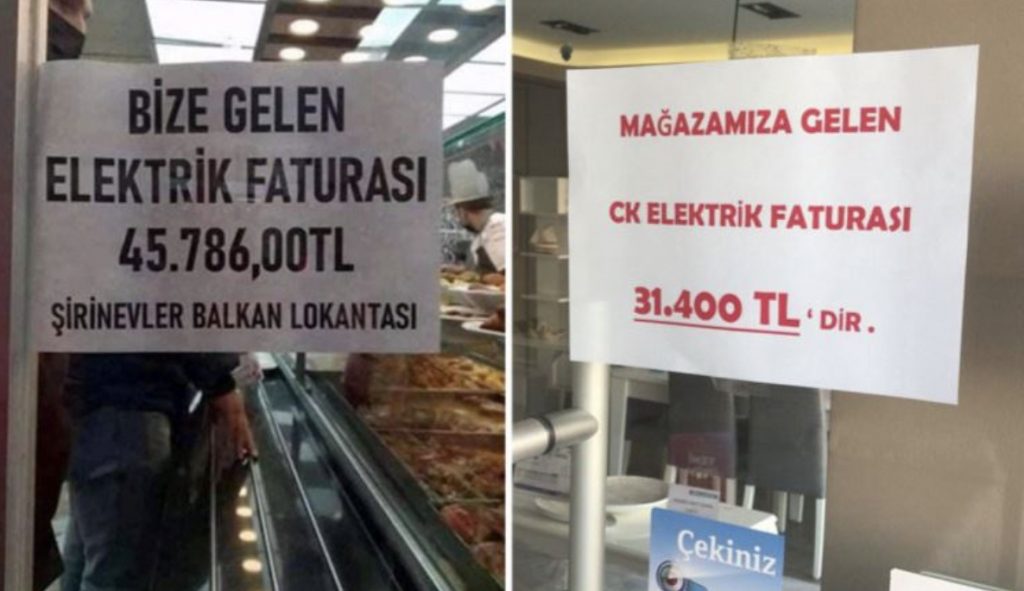 BİZE GELEN
ELEKTRİK FATURASI
45.786,00TL
ŞİRİNEVLER BALKAN LOKANTASI
MAĞAZAMIZA GELEN
CK ELEKTRİK FATURASI
31.400 TL ‘ DİR .
Çekiniz